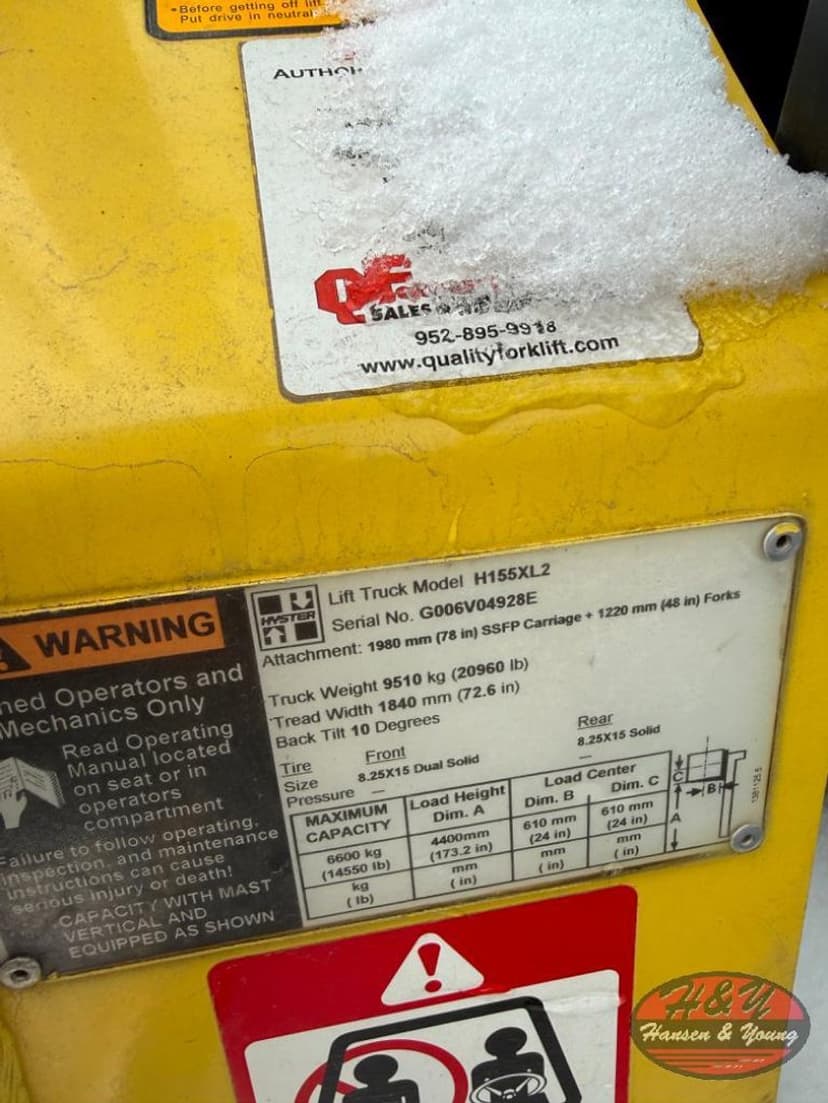 -Before getting off lift
Put drive in neutral
SALES
952-895-9918
www.qualityforklift.com
WARNING
HYSTER
Lift Truck Model H155XL2
Serial No. G006V04928E
Attachment: 1980 mm (78 in) SSFP Carriage + 1220 mm (48 in) Forks
Truck Weight 9510 kg (20960 lb)
Tread Width 1840 mm (72.6 in)
Back Tilt 10 Degrees
Tire Front Rear
Size 8.25X15 Dual Solid 8.25X15 Solid
Pressure — —
MAXIMUM CAPACITY Load Height Dim. A Load Center Dim. B Dim. C
6600 kg (14550 lb) 4400mm (173.2 in) 610 mm (24 in) 610 mm (24 in)
kg (lb) mm (in) mm (in) mm (in)
C
B
A
Operators and
Mechanics Only
Read Operating
Manual located
on seat or in
operators
compartment
Failure to follow operating,
inspection, and maintenance
instructions can cause
serious injury or death!
CAPACITY WITH MAST
VERTICAL AND
EQUIPPED AS SHOWN
H&Y
Hansen & Young